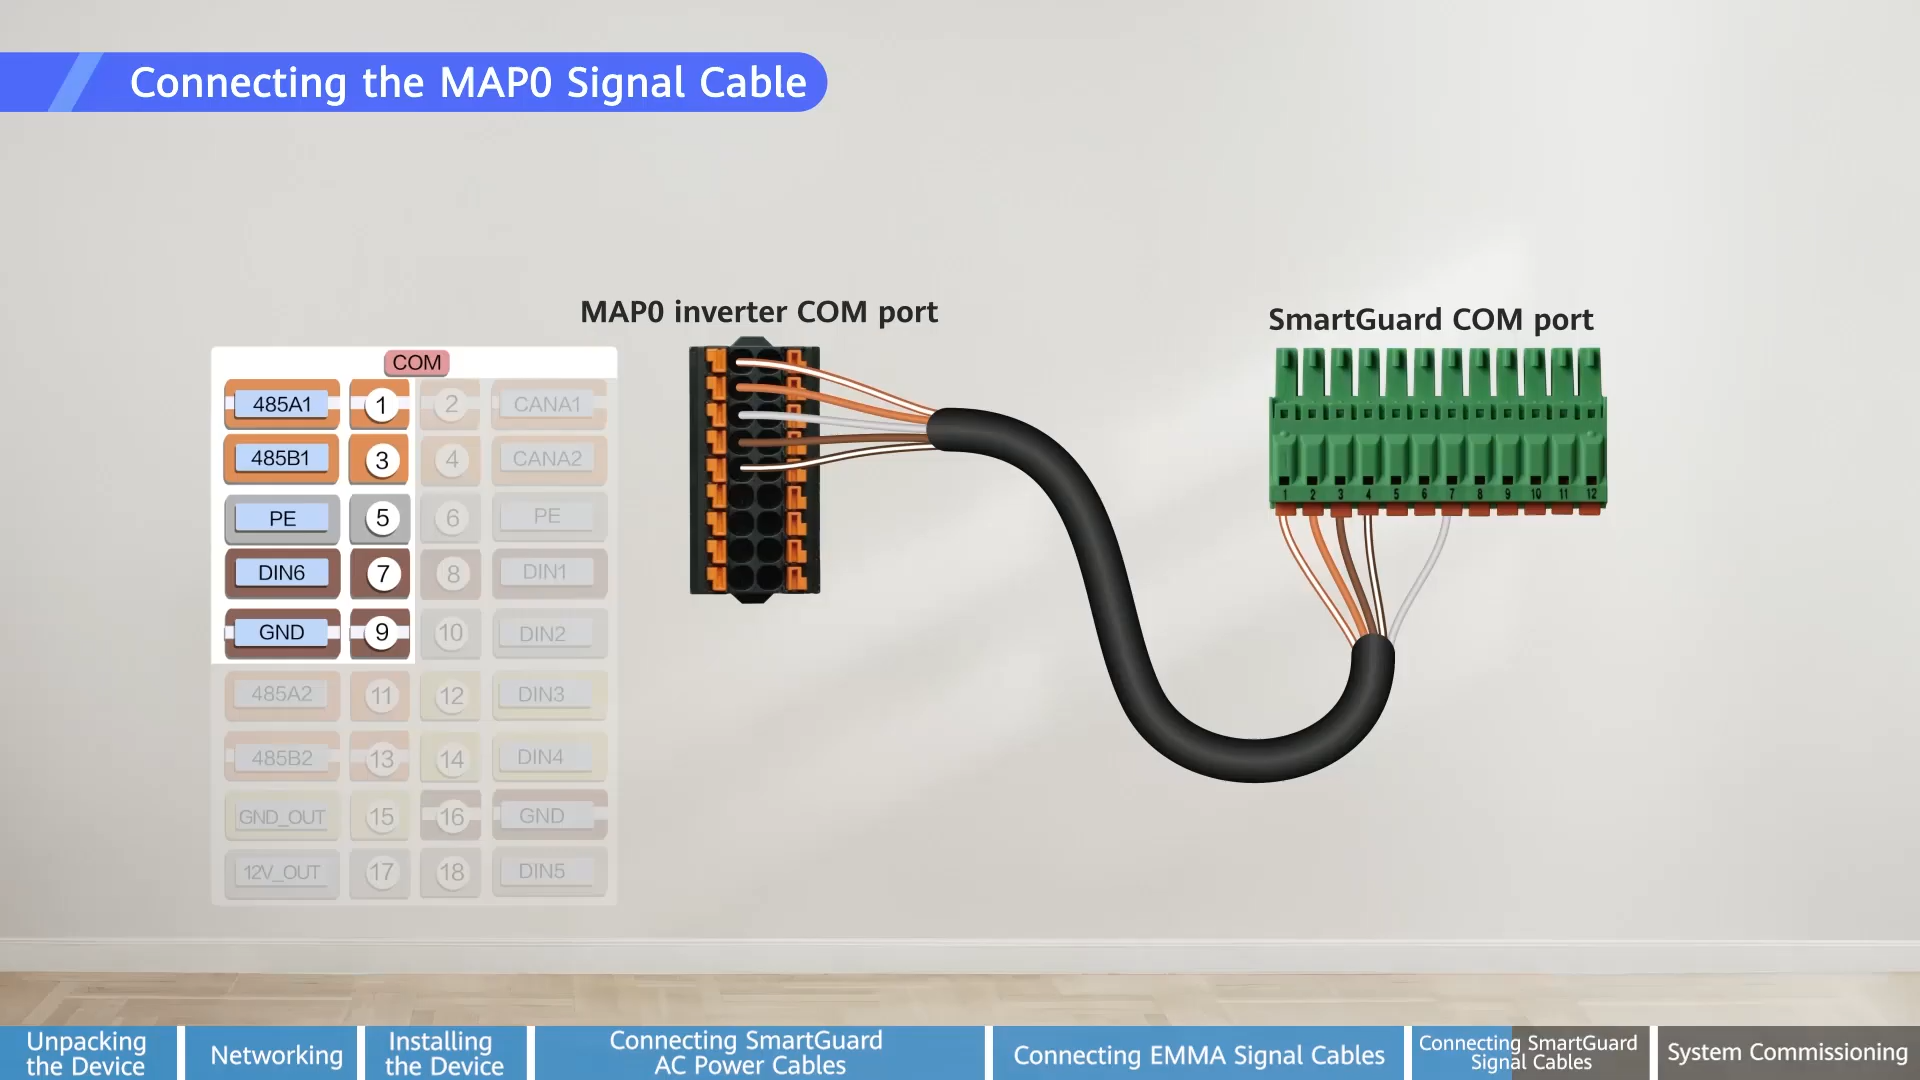 Connecting the MAP0 Signal Cable
MAP0 inverter COM port
SmartGuard COM port
COM
485A1 1 2 CANA1
485B1 3 4 CANA2
PE 5 6 PE
DIN6 7 8 DIN1
GND 9 10 DIN2
485A2 11 12 DIN3
485B2 13 14 DIN4
GND_OUT 15 16 GND
12V_OUT 17 18 DIN5
1 2 3 4 5 6 7 8 9 10 11 12
Unpacking
the Device
Networking
Installing
the Device
Connecting SmartGuard
AC Power Cables
Connecting EMMA Signal Cables
Connecting SmartGuard
Signal Cables
System Commissioning